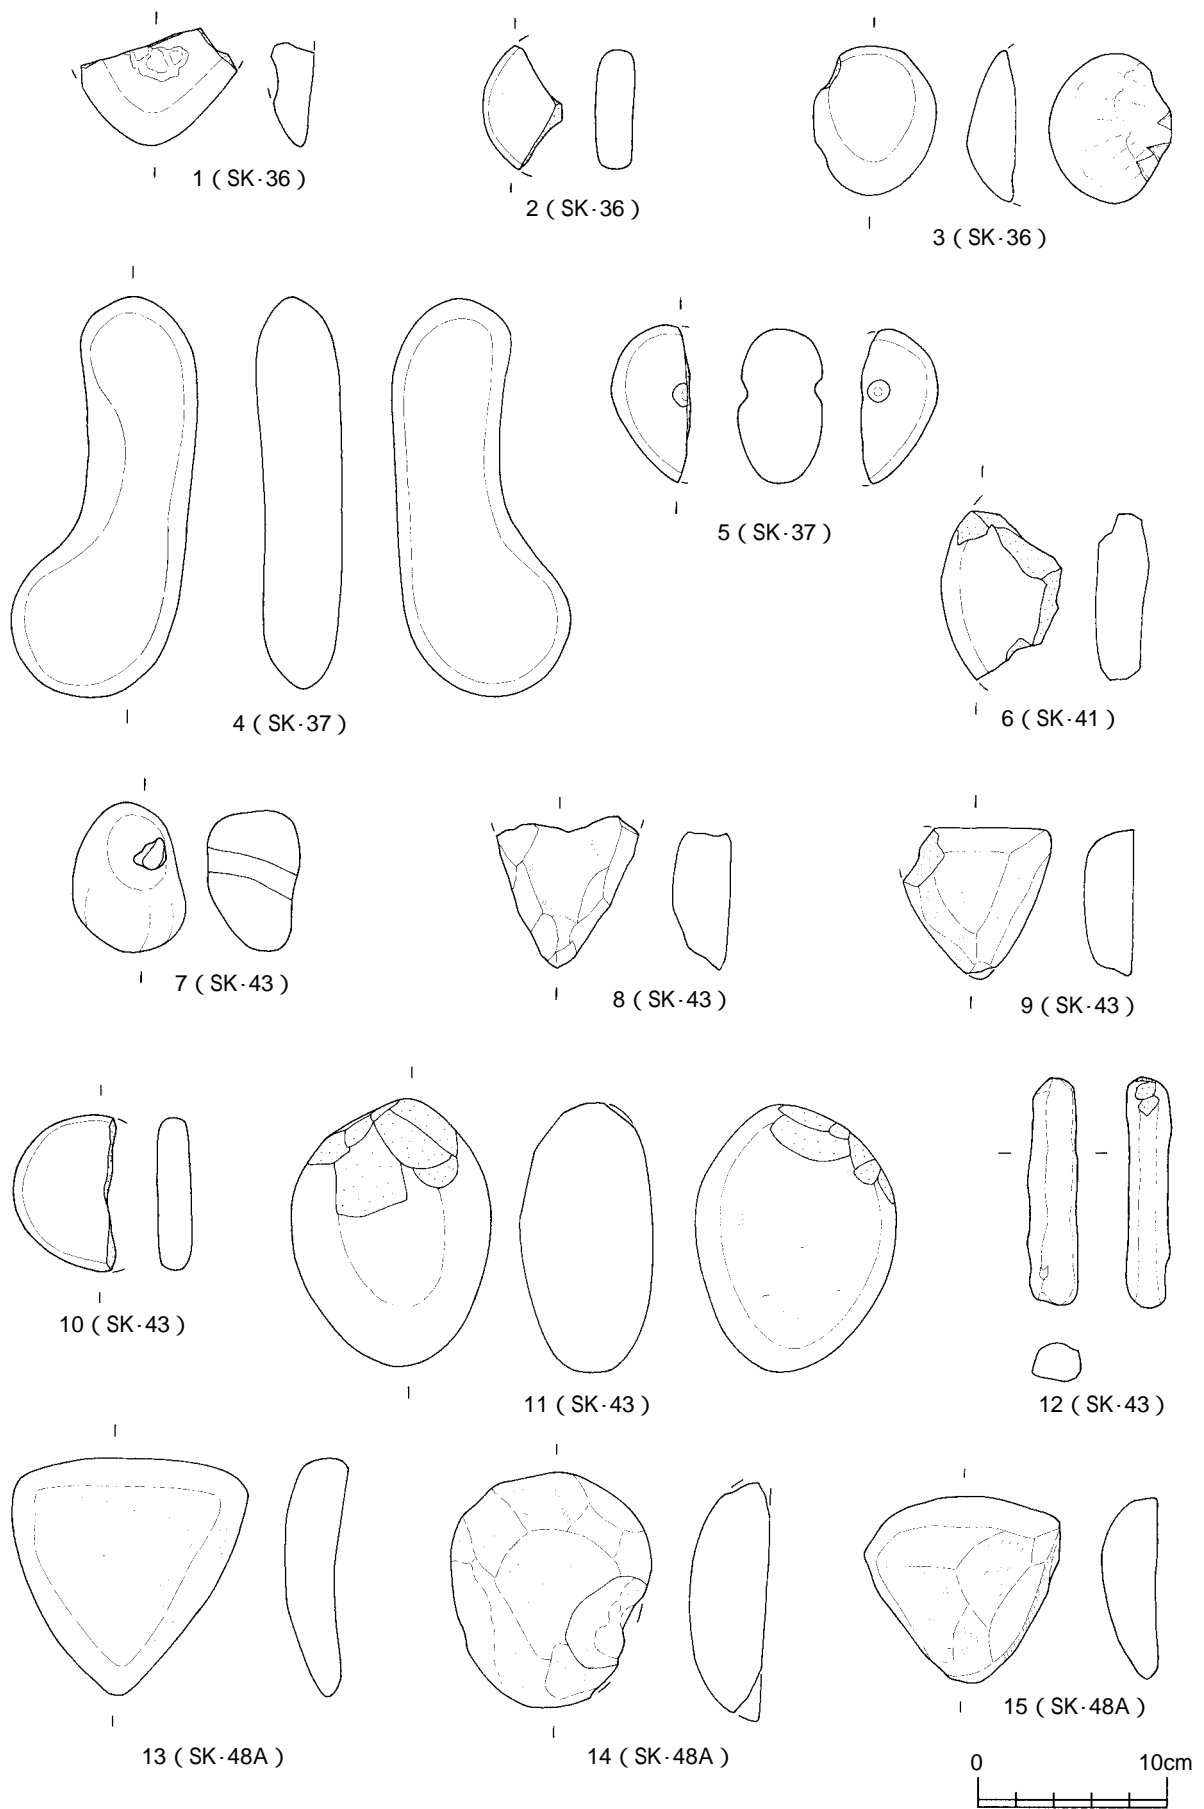 1 ( SK-36 )
2 ( SK-36 )
3 ( SK-36 )
4 ( SK-37 )
5 ( SK-37 )
6 ( SK-41 )
7 ( SK-43 )
8 ( SK-43 )
9 ( SK-43 )
10 ( SK-43 )
11 ( SK-43 )
12 ( SK-43 )
13 ( SK-48A )
14 ( SK-48A )
15 ( SK-48A )
0 10cm